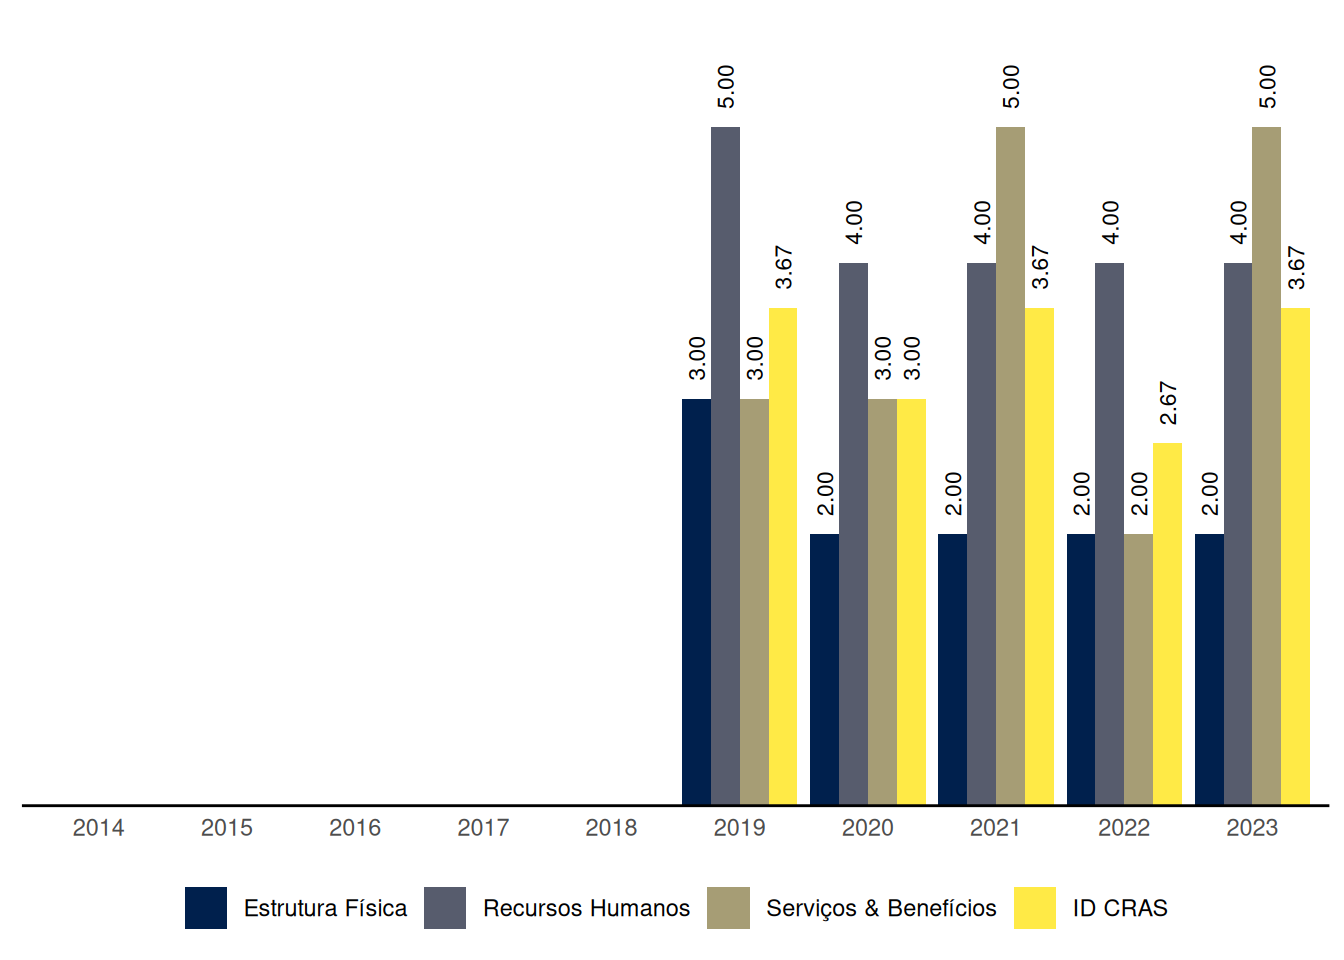 3.00 5.00 3.00 3.67 2.00 4.00 3.00 3.00 2.00 4.00 5.00 3.67 2.00 4.00 2.00 2.67 2.00 4.00 5.00 3.67
2014 2015 2016 2017 2018 2019 2020 2021 2022 2023
Estrutura Física Recursos Humanos Serviços & Benefícios ID CRAS